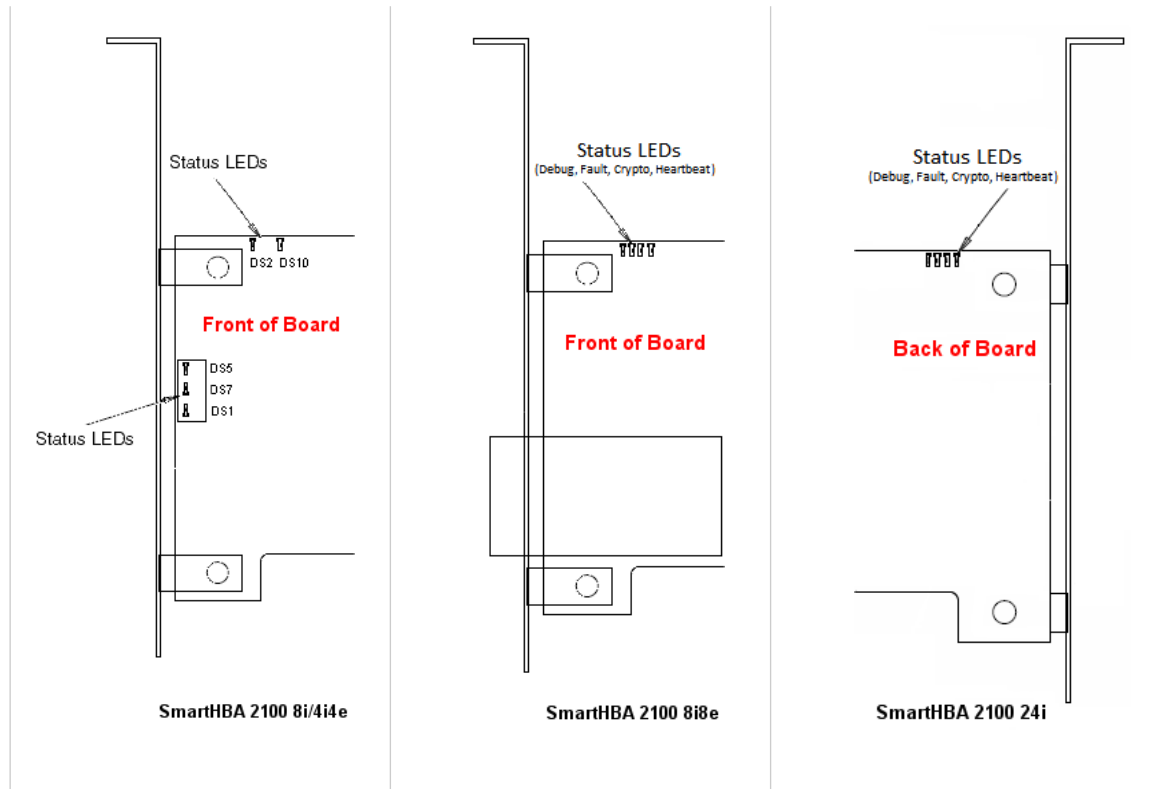 Status LEDs
DS2 DS10
Front of Board
DS5
DS7
DS1
Status LEDs
SmartHBA 2100 8i/4i4e
Status LEDs
(Debug, Fault, Crypto, Heartbeat)
Front of Board
SmartHBA 2100 8i8e
Status LEDs
(Debug, Fault, Crypto, Heartbeat)
Back of Board
SmartHBA 2100 24i